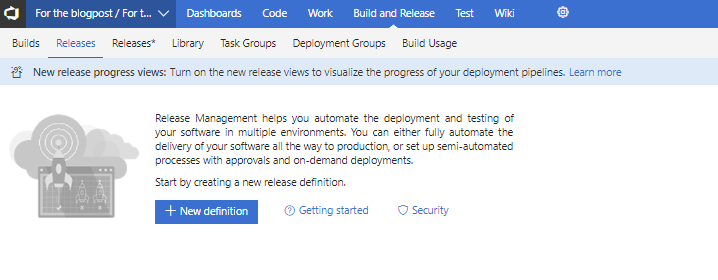 For the blogpost / For t... Dashboards Code Work Build and Release Test Wiki
Builds Releases Releases* Library Task Groups Deployment Groups Build Usage
New release progress views: Turn on the new release views to visualize the progress of your deployment pipelines. Learn more
Release Management helps you automate the deployment and testing of
your software in multiple environments. You can either fully automate the
delivery of your software all the way to production, or set up semi-automated
processes with approvals and on-demand deployments.
Start by creating a new release definition.
+ New definition Getting started Security